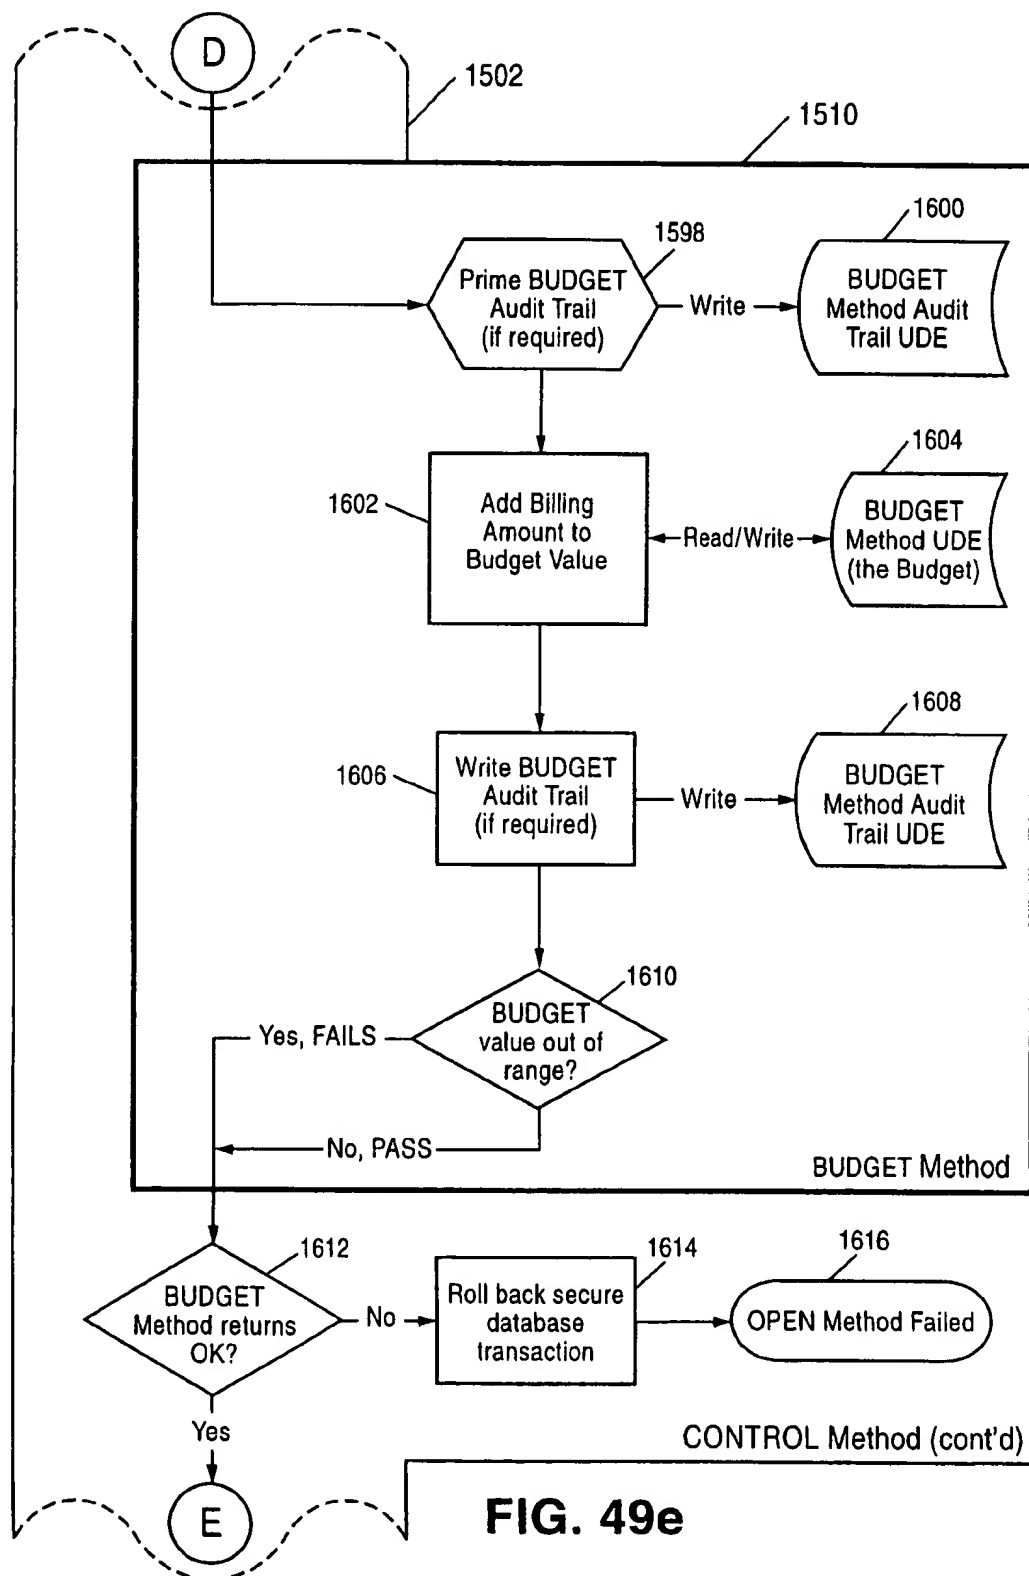 D
1502
1510
1600
1598
Prime BUDGET
Audit Trail
(if required)
Write
BUDGET
Method Audit
Trail UDE
1604
1602
Add Billing
Amount to
Budget Value
Read/Write
BUDGET
Method UDE
(the Budget)
1608
1606
Write BUDGET
Audit Trail
(if required)
Write
BUDGET
Method Audit
Trail UDE
1610
BUDGET
value out of
range?
Yes, FAILS
No, PASS
BUDGET Method
1612
BUDGET
Method returns
OK?
No
1614
Roll back secure
database
transaction
1616
OPEN Method Failed
Yes
CONTROL Method (cont'd)
E
FIG. 49e